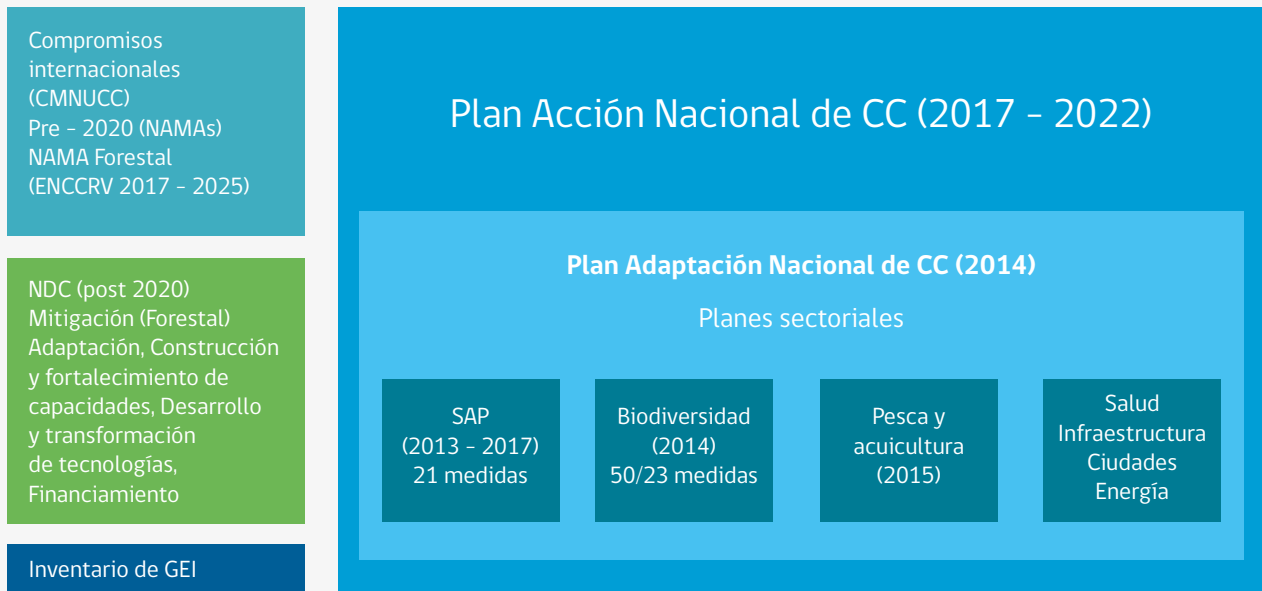 Compromisos
internacionales
(CMNUCC)
Pre – 2020 (NAMAs)
NAMA Forestal
(ENCCRV 2017 – 2025)
NDC (post 2020)
Mitigación (Forestal)
Adaptación, Construcción
y fortalecimiento de
capacidades, Desarrollo
y transformación
de tecnologías,
Financiamiento
Inventario de GEI
Plan Acción Nacional de CC (2017 – 2022)
Plan Adaptación Nacional de CC (2014)
Planes sectoriales
SAP
(2013 – 2017)
21 medidas
Biodiversidad
(2014)
50/23 medidas
Pesca y
acuicultura
(2015)
Salud
Infraestructura
Ciudades
Energía